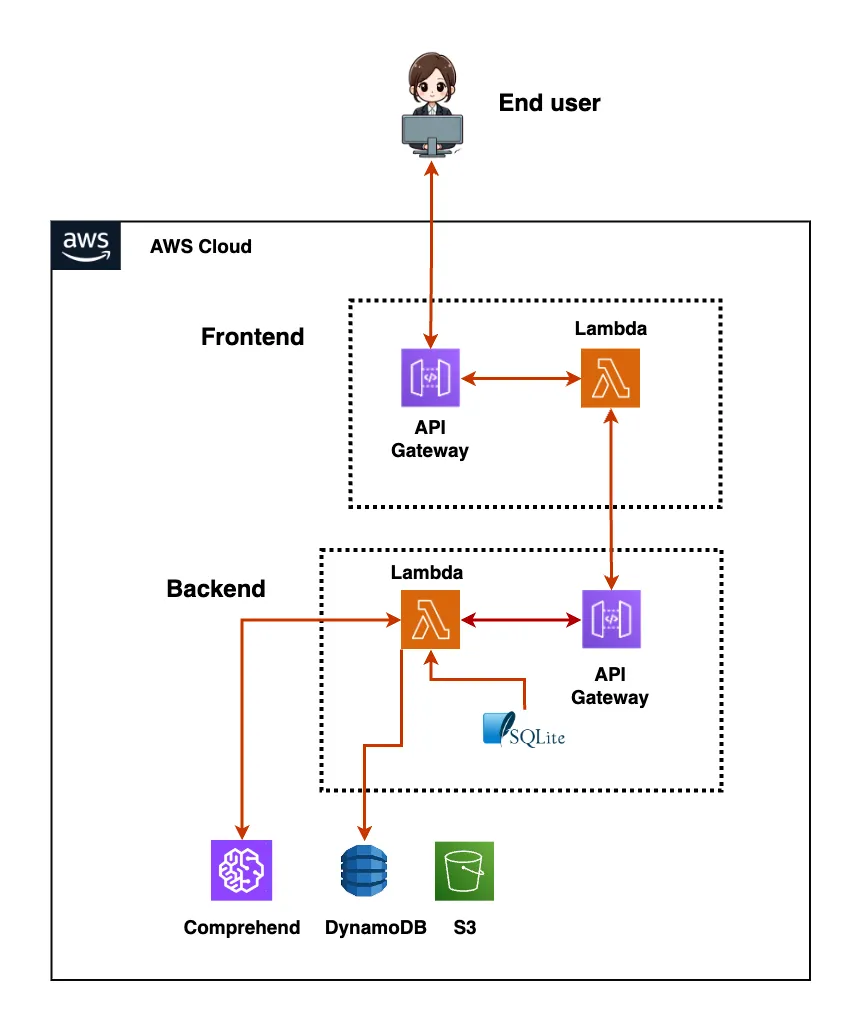 End user
aws
AWS Cloud
Frontend
Lambda
</>
API
Gateway
Backend
Lambda
</>
API
Gateway
SQLite
Comprehend
DynamoDB
S3